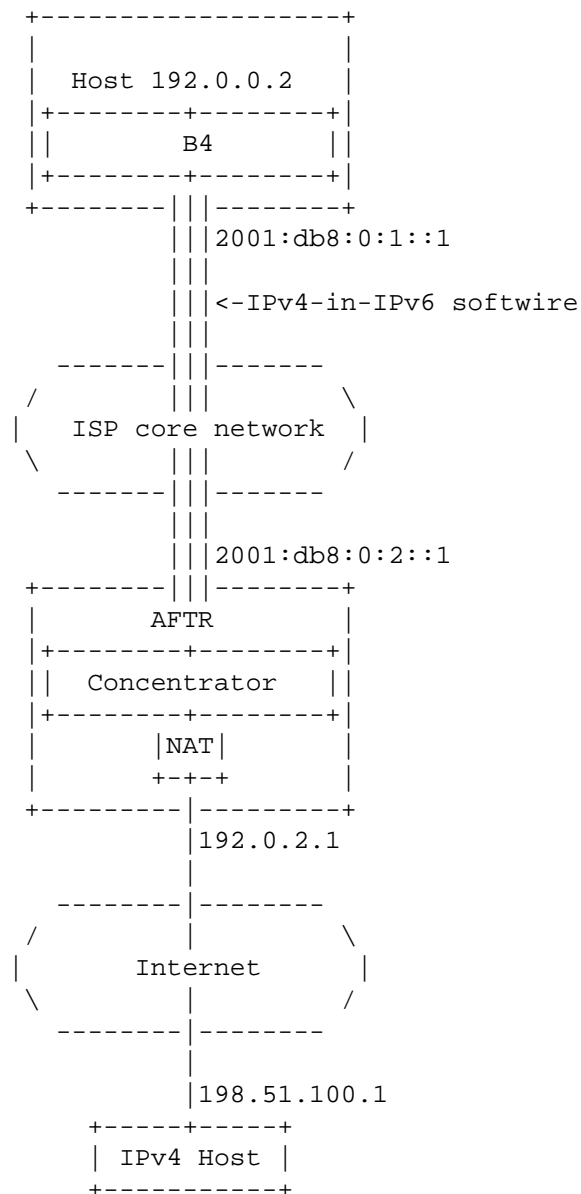 Host 192.0.0.2
B4
2001:db8:0:1::1
<-IPv4-in-IPv6 softwire
ISP core network
2001:db8:0:2::1
AFTR
Concentrator
NAT
192.0.2.1
Internet
198.51.100.1
IPv4 Host